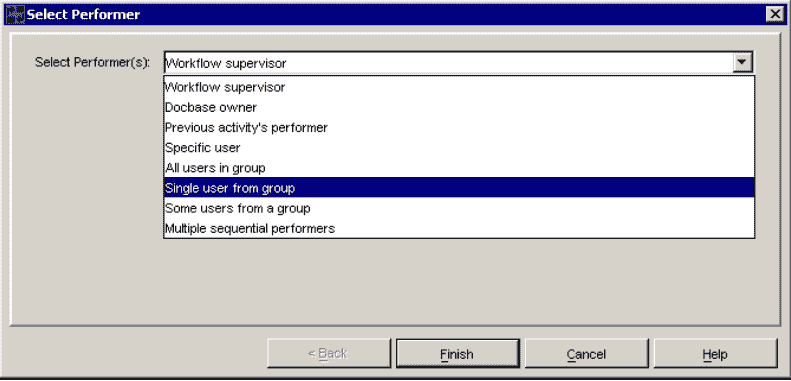 Select Performer
Select Performer(s): Workflow supervisor
Workflow supervisor
Docbase owner
Previous activity's performer
Specific user
All users in group
Single user from group
Some users from a group
Multiple sequential performers
< Back Finish Cancel Help